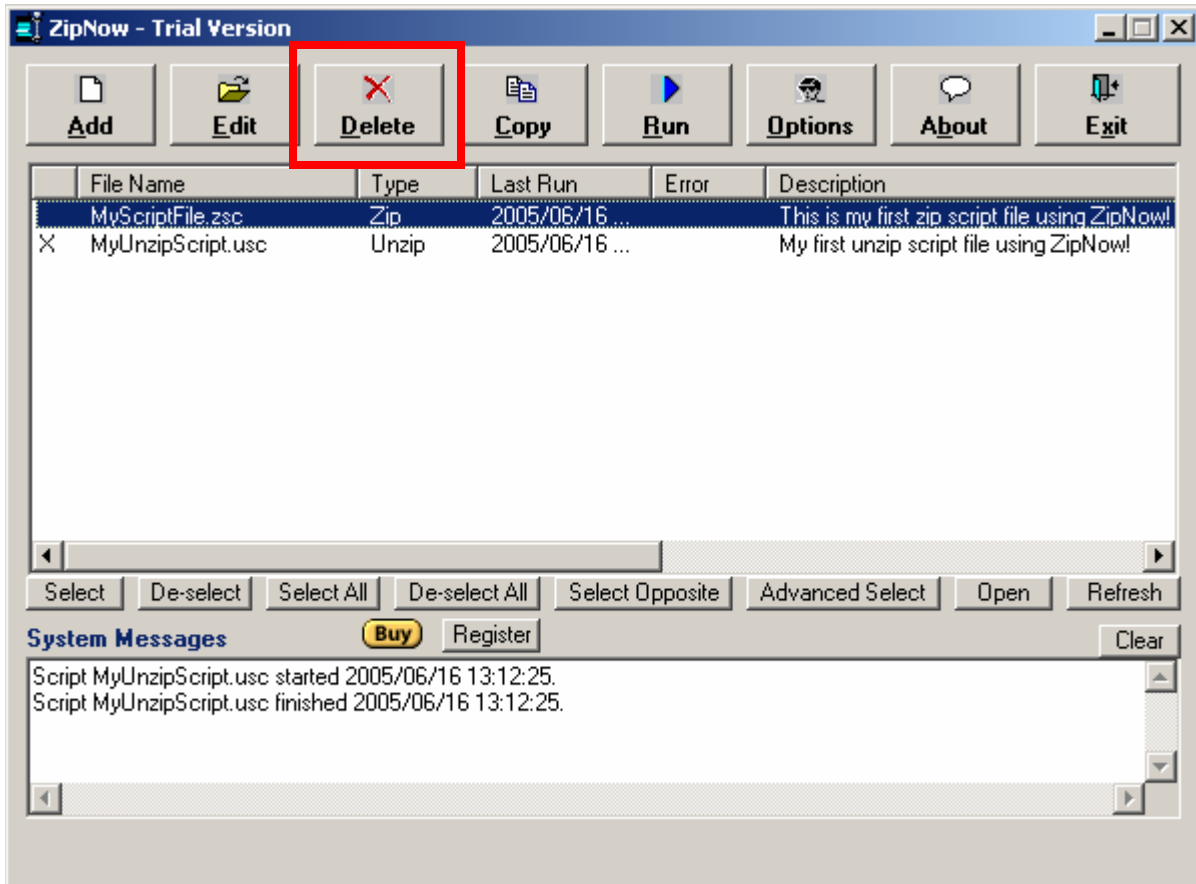 ZipNow - Trial Version
Add Edit Delete Copy Run Options About Exit
File Name Type Last Run Error Description
MyScriptFile.zsc Zip 2005/06/16 ... This is my first zip script file using ZipNow!
X MyUnzipScript.usc Unzip 2005/06/16 ... My first unzip script file using ZipNow!
Select De-select Select All De-select All Select Opposite Advanced Select Open Refresh
System Messages Buy Register Clear
Script MyUnzipScript.usc started 2005/06/16 13:12:25.
Script MyUnzipScript.usc finished 2005/06/16 13:12:25.